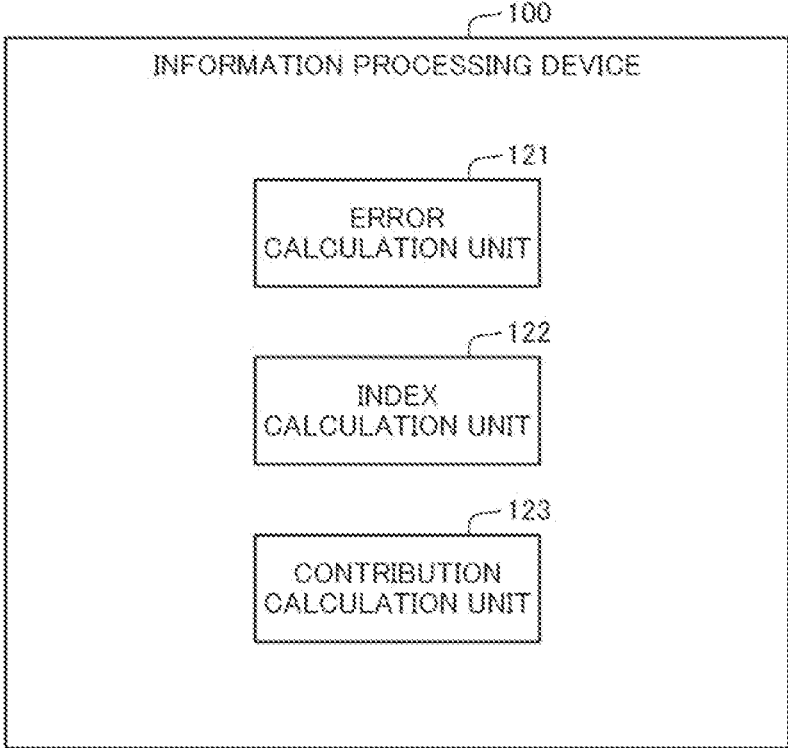 100
INFORMATION PROCESSING DEVICE
121
ERROR
CALCULATION UNIT
122
INDEX
CALCULATION UNIT
123
CONTRIBUTION
CALCULATION UNIT